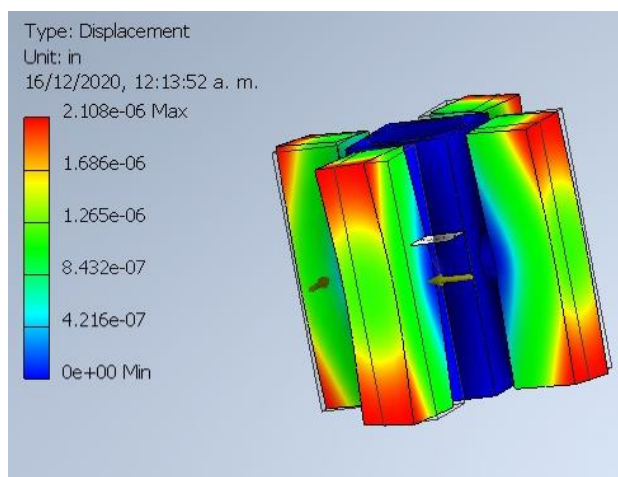 Type: Displacement
Unit: in
16/12/2020, 12:13:52 a. m.
2.108e-06 Max
1.686e-06
1.265e-06
8.432e-07
4.216e-07
0e+00 Min